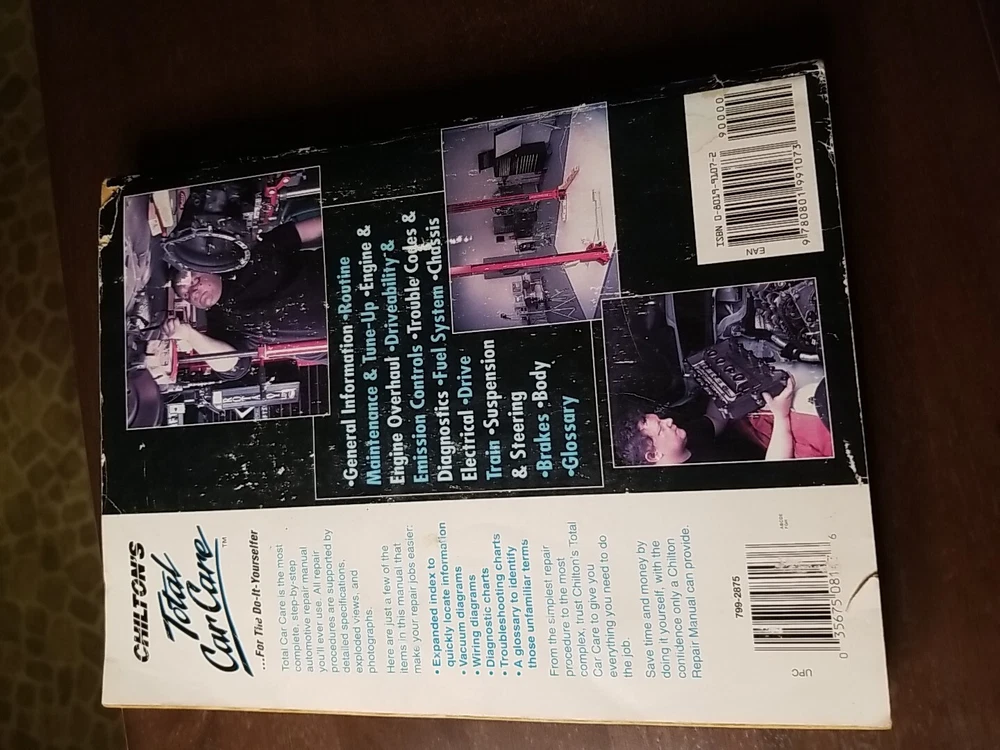 CHILTON'S
Total
Car Care™
...For The Do-It-Yourselfer
Total Car Care is the most
complete, step-by-step
automotive repair manual
you'll ever use. All repair
procedures are supported by
detailed specifications,
exploded views, and
photographs.
Here are just a few of the
items in this manual that
make your repair jobs easier:
• Expanded index to
quickly locate information
• Vacuum diagrams
• Wiring diagrams
• Diagnostic charts
• Troubleshooting charts
• A glossary to identify
those unfamiliar terms
From the simplest repair
procedure to the most
complex, trust Chilton's Total
Car Care to give you
everything you need to do
the job.
Save time and money by
doing it yourself, with the
confidence only a Chilton
Repair Manual can provide.
799-2875
UPC
0 35675 6
•General Information •Routine
Maintenance & Tune-Up •Engine &
Engine Overhaul •Driveability &
Emission Controls •Trouble Codes &
Diagnostics •Fuel System •Chassis
Electrical •Drive
Train •Suspension
& Steering
•Brakes •Body
•Glossary
ISBN 0-8019-9107-2
90000
9 780801 991073
EAN